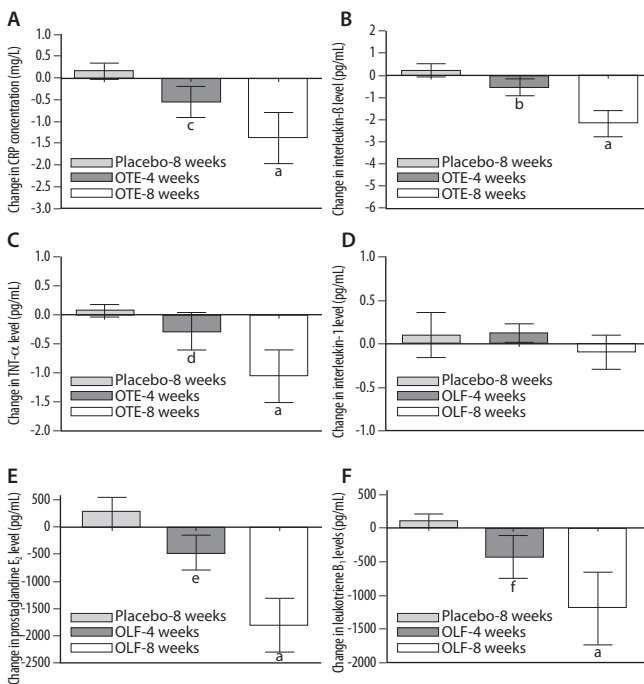 A
Change in CRP concentration (mg/L)
1.0
0.5
0.0
-0.5
-1.0
-1.5
-2.0
-2.5
-3.0
c
a
Placebo-8 weeks
OTE-4 weeks
OTE-8 weeks
B
Change in interleukin-ß level (pg/mL)
2
1
0
-1
-2
-3
-4
-5
-6
b
a
Placebo-8 weeks
OTE-4 weeks
OTE-8 weeks
C
Change in TNT-α level (pg/mL)
1.0
0.5
0.0
-0.5
-1.0
-1.5
-2.0
d
a
Placebo-8 weeks
OTE-4 weeks
OTE-8 weeks
D
Change in interleukin-1 level (pg/mL)
1.0
0.5
0.0
-0.5
-1.0
Placebo-8 weeks
OLF-4 weeks
OLF-8 weeks
E
Change in prostaglandine E₂ level (pg/mL)
500
0
-500
-1000
-1500
-2000
-2500
e
a
Placebo-8 weeks
OLF-4 weeks
OLF-8 weeks
F
Change in leukotriene B₁ levels (pg/mL)
500
0
-500
-1000
-1500
-2000
f
a
Placebo-8 weeks
OLF-4 weeks
OLF-8 weeks